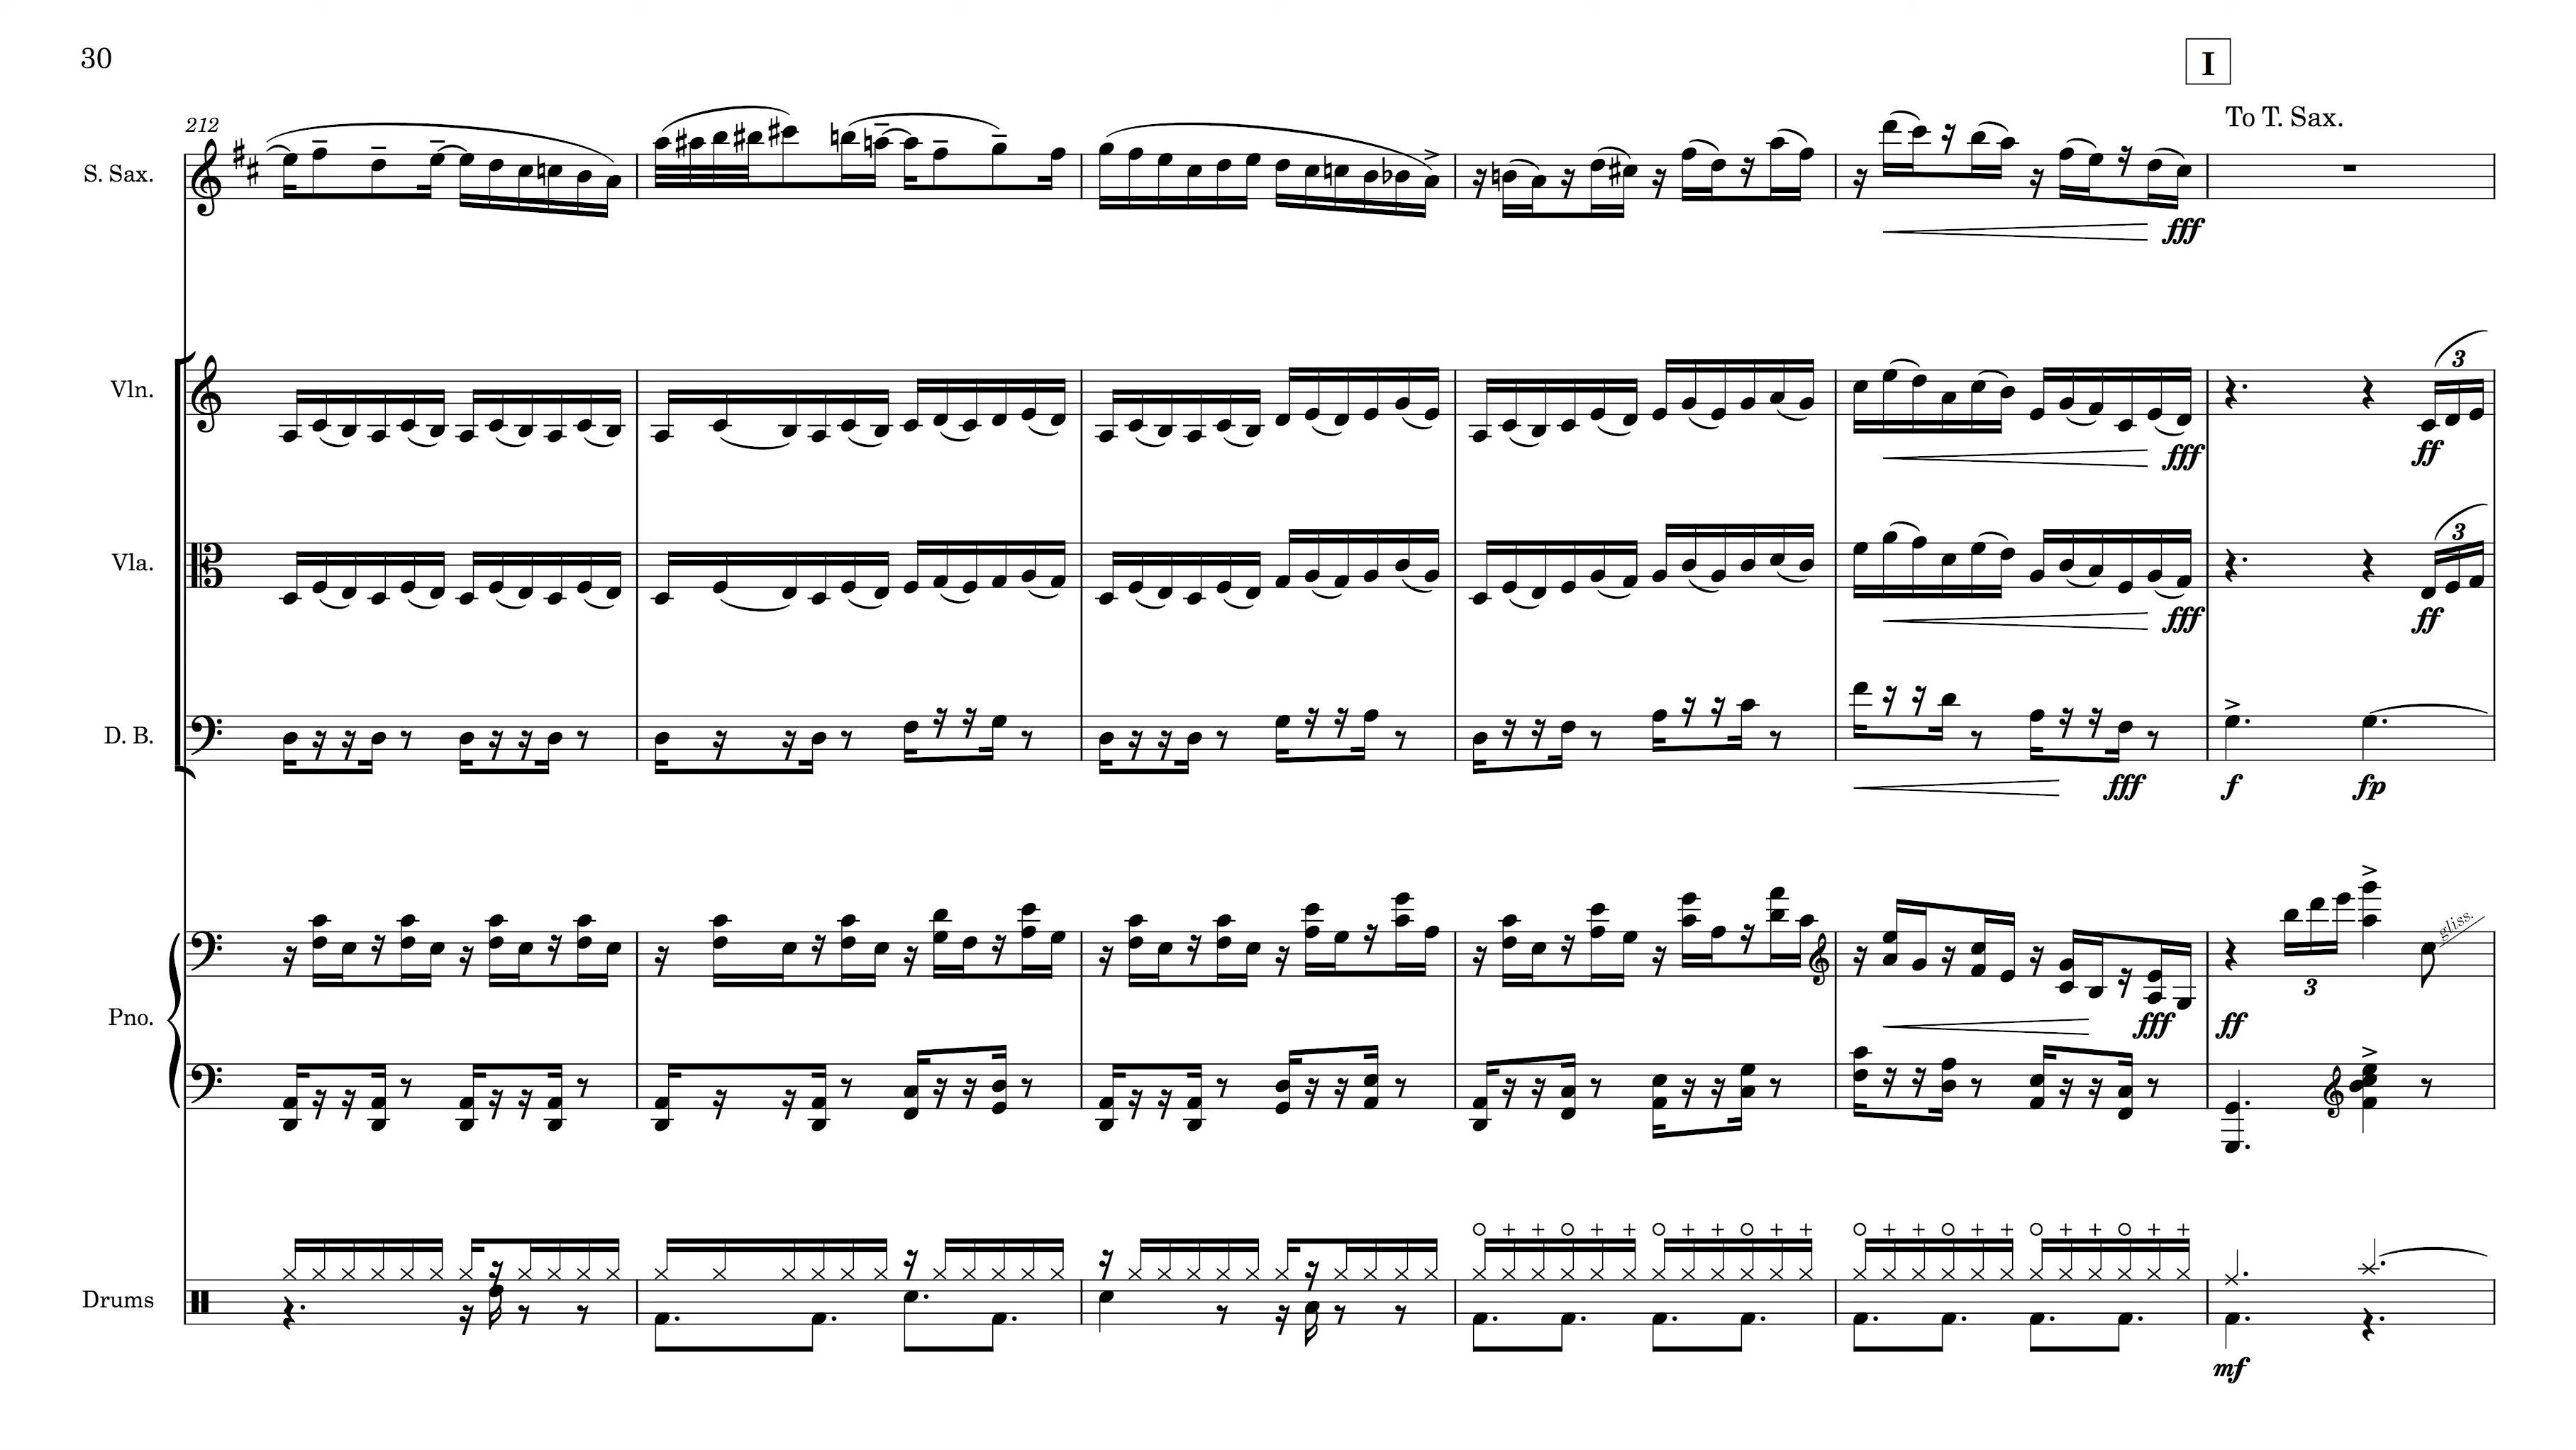 30
I
212
To T. Sax.
S. Sax.
fff
3
Vln.
ff
fff
3
Vla.
ff
fff
D. B.
f
fp
fff
gliss.
3
Pno.
ff
fff
Drums
mf